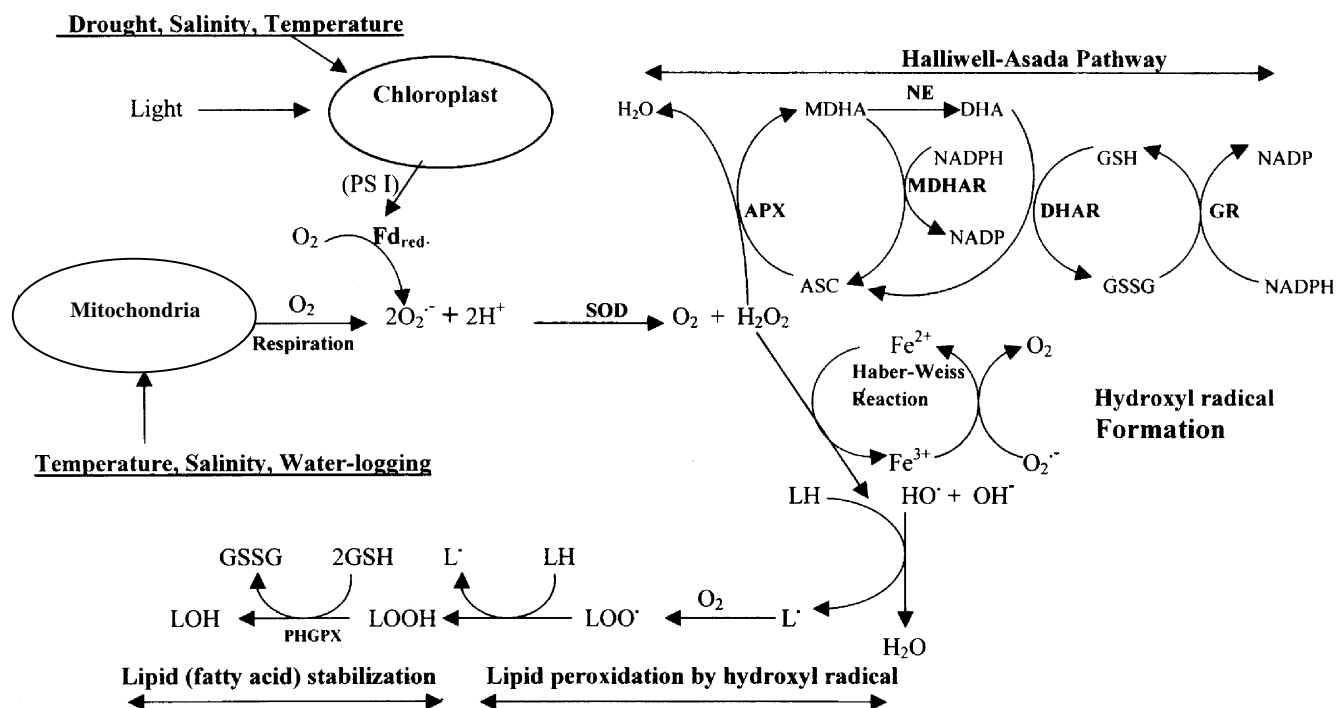 Drought, Salinity, Temperature
Halliwell-Asada Pathway
Light
Chloroplast
H₂O
MDHA
NE
DHA
NADPH
GSH
NADP
(PS I)
MDHAR
APX
DHAR
GR
O₂
Fd_red.
NADP
Mitochondria
ASC
GSSG
NADPH
O₂
Respiration
2O₂˙⁻ + 2H⁺
SOD
O₂ + H₂O₂
Fe²⁺
O₂
Haber-Weiss
Reaction
Hydroxyl radical
Formation
Temperature, Salinity, Water-logging
Fe³⁺
O₂˙⁻
LH
HO˙ + OH⁻
GSSG
2GSH
L˙
LH
LOH
PHGPX
LOOH
LOO˙
O₂
L˙
H₂O
Lipid (fatty acid) stabilization
Lipid peroxidation by hydroxyl radical